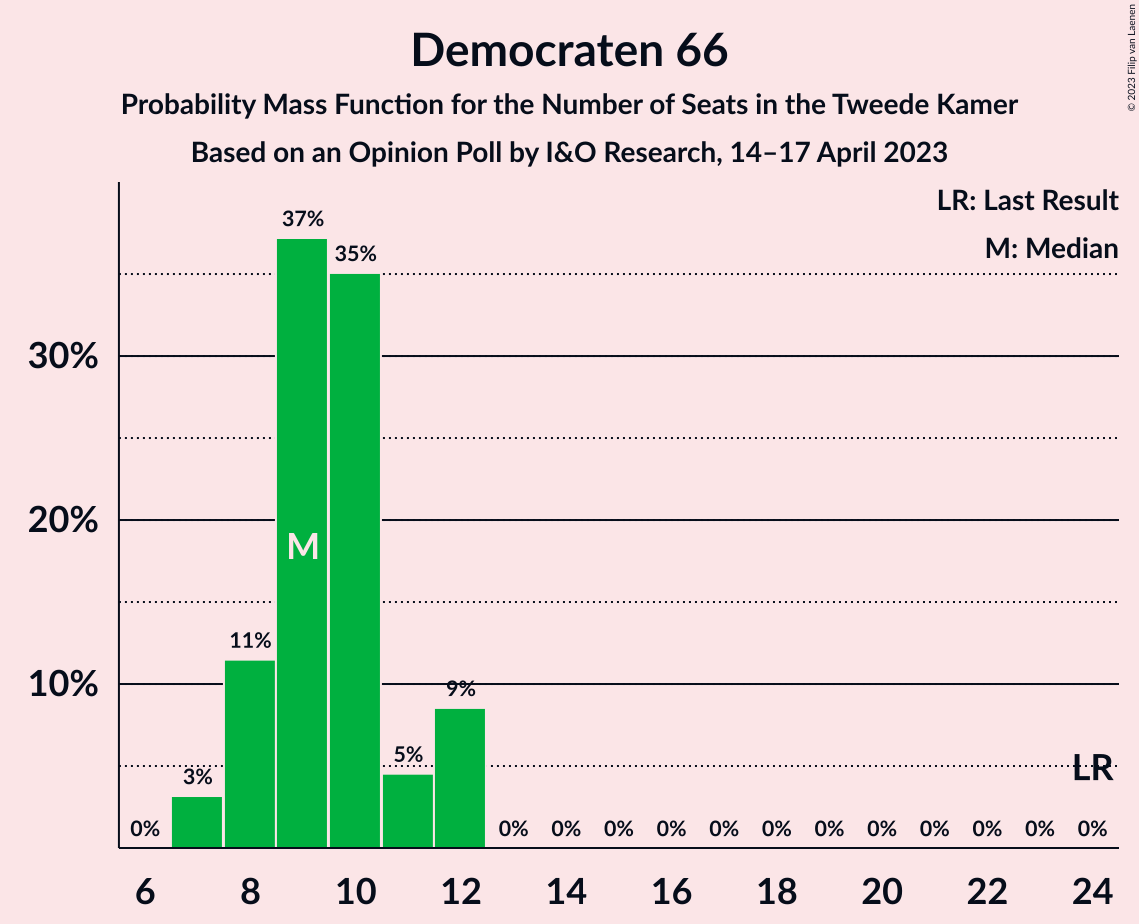 Democraten 66
Probability Mass Function for the Number of Seats in the Tweede Kamer
Based on an Opinion Poll by I&O Research, 14–17 April 2023
© 2023 Filip van Laenen
LR: Last Result
M: Median
37%
35%
30%
20%
M
11%
10%
9%
5%
3%
LR
0% 0% 0% 0% 0% 0% 0% 0% 0% 0% 0% 0% 0%
6 8 10 12 14 16 18 20 22 24